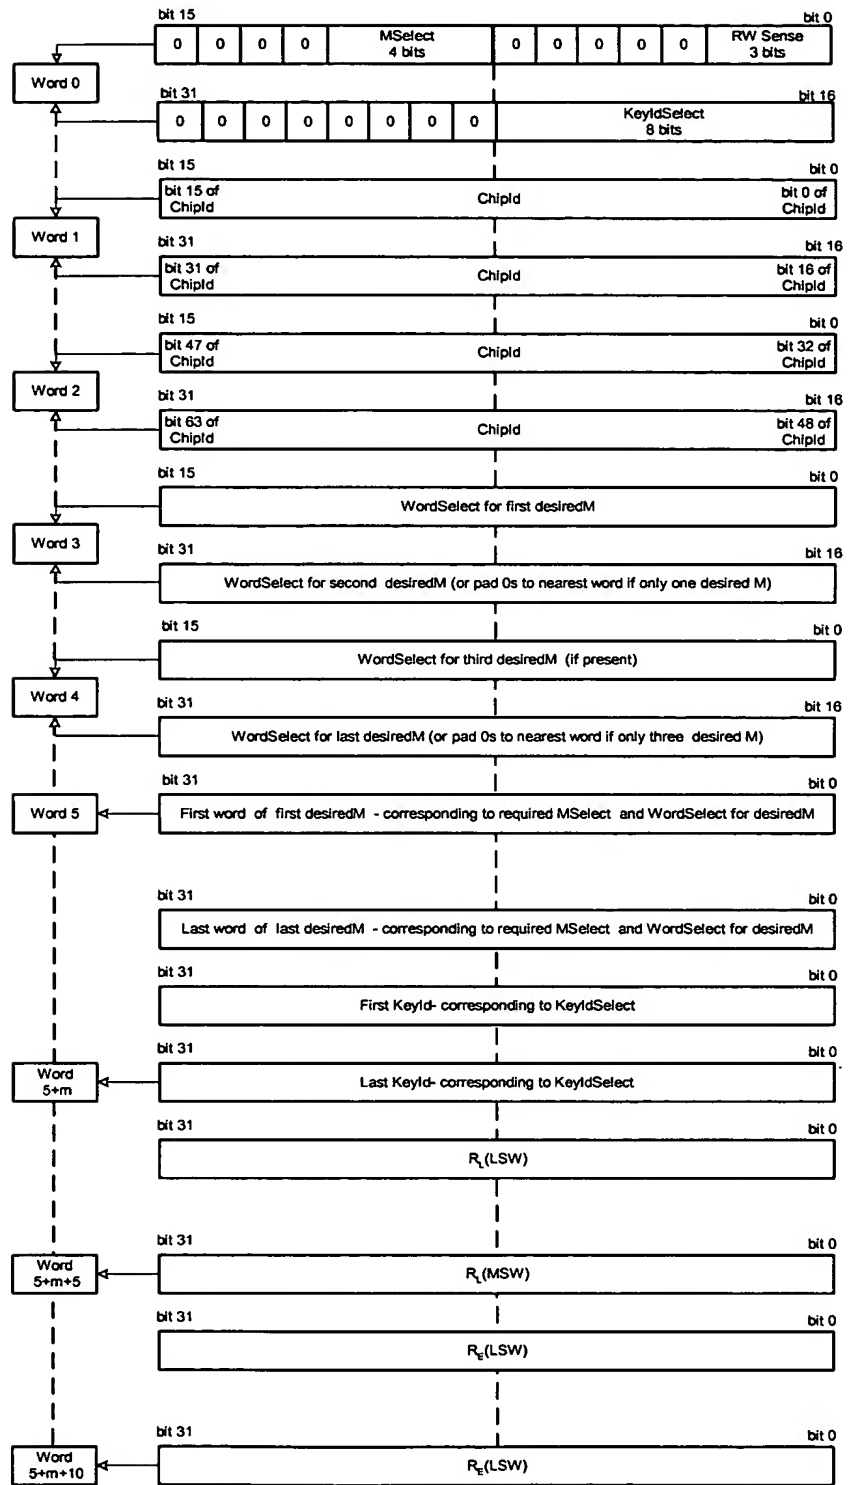 bit 15 bit 0
0 0 0 0 MSelect 0 0 0 0 0 RW Sense
4 bits 3 bits
Word 0
bit 31 bit 16
0 0 0 0 0 0 0 0 KeyIdSelect
8 bits
bit 15 bit 0
bit 15 of ChipId bit 0 of
ChipId ChipId
Word 1
bit 31 bit 16
bit 31 of ChipId bit 16 of
ChipId ChipId
bit 15 bit 0
bit 47 of ChipId bit 32 of
ChipId ChipId
Word 2
bit 31 bit 16
bit 63 of ChipId bit 48 of
ChipId ChipId
bit 15 bit 0
WordSelect for first desiredM
Word 3
bit 31 bit 16
WordSelect for second desiredM (or pad 0s to nearest word if only one desired M)
bit 15 bit 0
WordSelect for third desiredM (if present)
Word 4
bit 31 bit 16
WordSelect for last desiredM (or pad 0s to nearest word if only three desired M)
bit 31 bit 0
Word 5 First word of first desiredM - corresponding to required MSelect and WordSelect for desiredM
bit 31 bit 0
Last word of last desiredM - corresponding to required MSelect and WordSelect for desiredM
bit 31 bit 0
First KeyId- corresponding to KeyIdSelect
bit 31 bit 0
Word
5+m Last KeyId- corresponding to KeyIdSelect
bit 31 bit 0
R_L(LSW)
bit 31 bit 0
Word
5+m+5 R_L(MSW)
bit 31 bit 0
R_E(LSW)
bit 31 bit 0
Word
5+m+10 R_E(LSW)